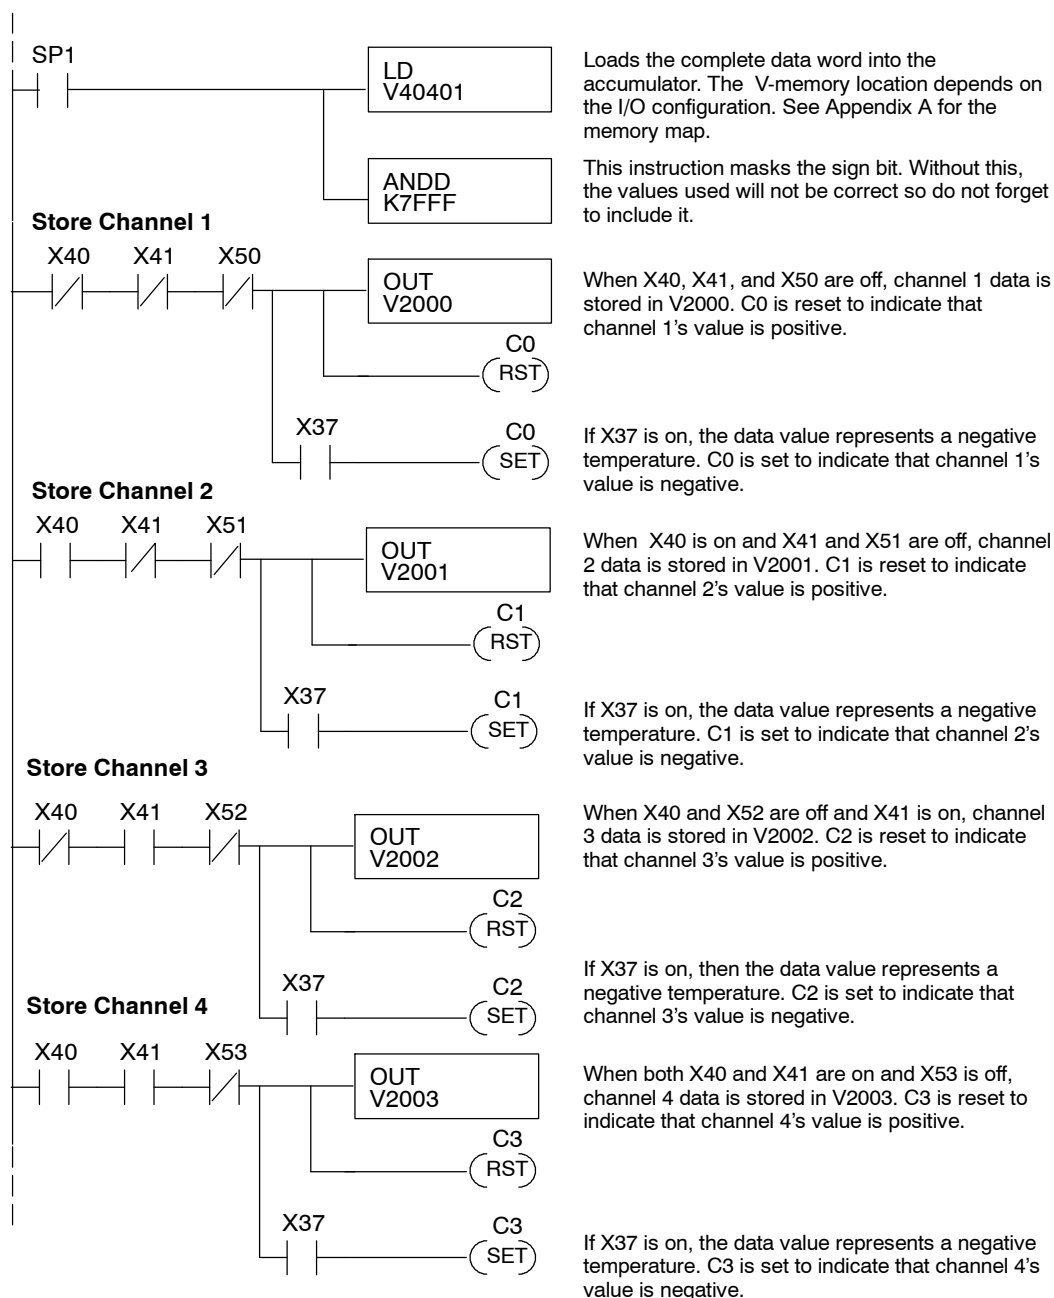 SP1
LD
V40401
Loads the complete data word into the
accumulator. The V-memory location depends on
the I/O configuration. See Appendix A for the
memory map.
ANDD
K7FFF
This instruction masks the sign bit. Without this,
the values used will not be correct so do not forget
to include it.
Store Channel 1
X40 X41 X50
OUT
V2000
C0
RST
When X40, X41, and X50 are off, channel 1 data is
stored in V2000. C0 is reset to indicate that
channel 1’s value is positive.
X37
C0
SET
If X37 is on, the data value represents a negative
temperature. C0 is set to indicate that channel 1’s
value is negative.
Store Channel 2
X40 X41 X51
OUT
V2001
C1
RST
When X40 is on and X41 and X51 are off, channel
2 data is stored in V2001. C1 is reset to indicate
that channel 2’s value is positive.
X37
C1
SET
If X37 is on, the data value represents a negative
temperature. C1 is set to indicate that channel 2’s
value is negative.
Store Channel 3
X40 X41 X52
OUT
V2002
C2
RST
When X40 and X52 are off and X41 is on, channel
3 data is stored in V2002. C2 is reset to indicate
that channel 3’s value is positive.
X37
C2
SET
If X37 is on, then the data value represents a
negative temperature. C2 is set to indicate that
channel 3’s value is negative.
Store Channel 4
X40 X41 X53
OUT
V2003
C3
RST
When both X40 and X41 are on and X53 is off,
channel 4 data is stored in V2003. C3 is reset to
indicate that channel 4’s value is positive.
X37
C3
SET
If X37 is on, the data value represents a negative
temperature. C3 is set to indicate that channel 4’s
value is negative.